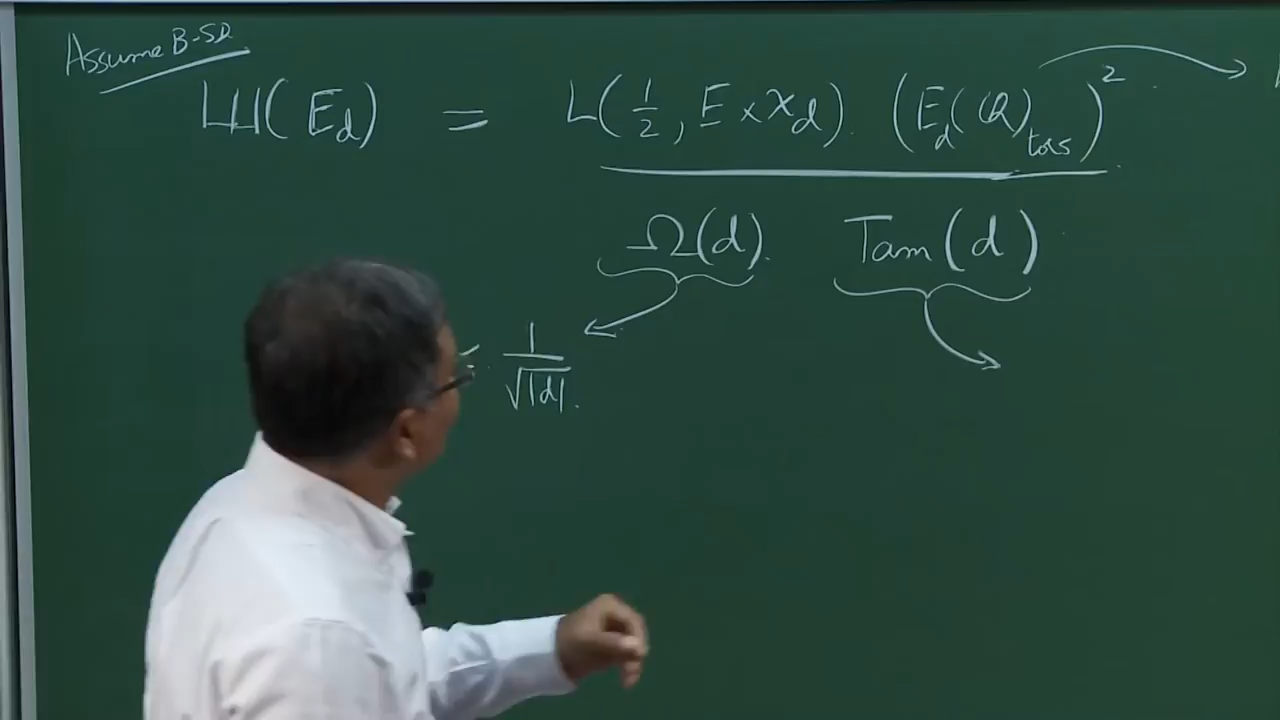 Assume B-SD
Ш(E_d) = L(1/2, E × χ_d) (E_d(Q)_tors)^2
Ω(d) Tam(d)
1/√|d|.